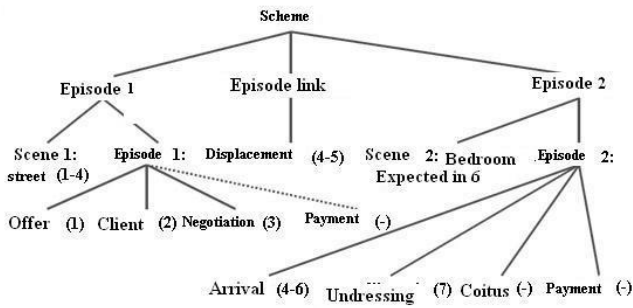 Scheme
Episode 1 Episode link Episode 2
Scene 1: Episode 1: Displacement (4-5) Scene 2: Bedroom Episode 2:
street (1-4) Expected in 6
Offer (1) Client (2) Negotiation (3) Payment (-)
Arrival (4-6) Undressing (7) Coitus (-) Payment (-)